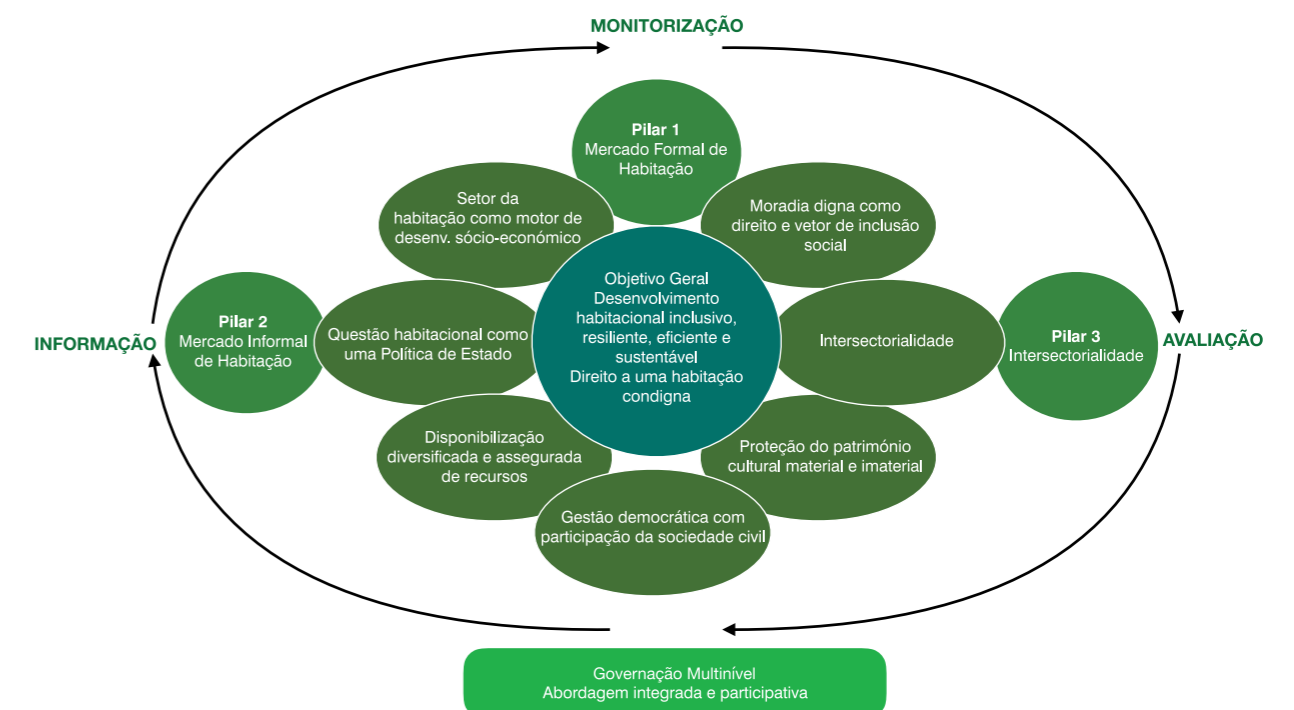 MONITORIZAÇÃO
Pilar 1
Mercado Formal de
Habitação
Setor da
habitação como motor de
desenv. sócio-económico
Moradia digna como
direito e vetor de inclusão
social
Objetivo Geral
Desenvolvimento
habitacional inclusivo,
resiliente, eficiente e
sustentável
Direito a uma habitação
condigna
INFORMAÇÃO
Pilar 2
Mercado Informal
de Habitação
Questão habitacional como
uma Política de Estado
Intersectorialidade
Pilar 3
Intersectorialidade
AVALIAÇÃO
Disponibilização
diversificada e assegurada
de recursos
Proteção do património
cultural material e imaterial
Gestão democrática com
participação da sociedade civil
Governação Multinível
Abordagem integrada e participativa